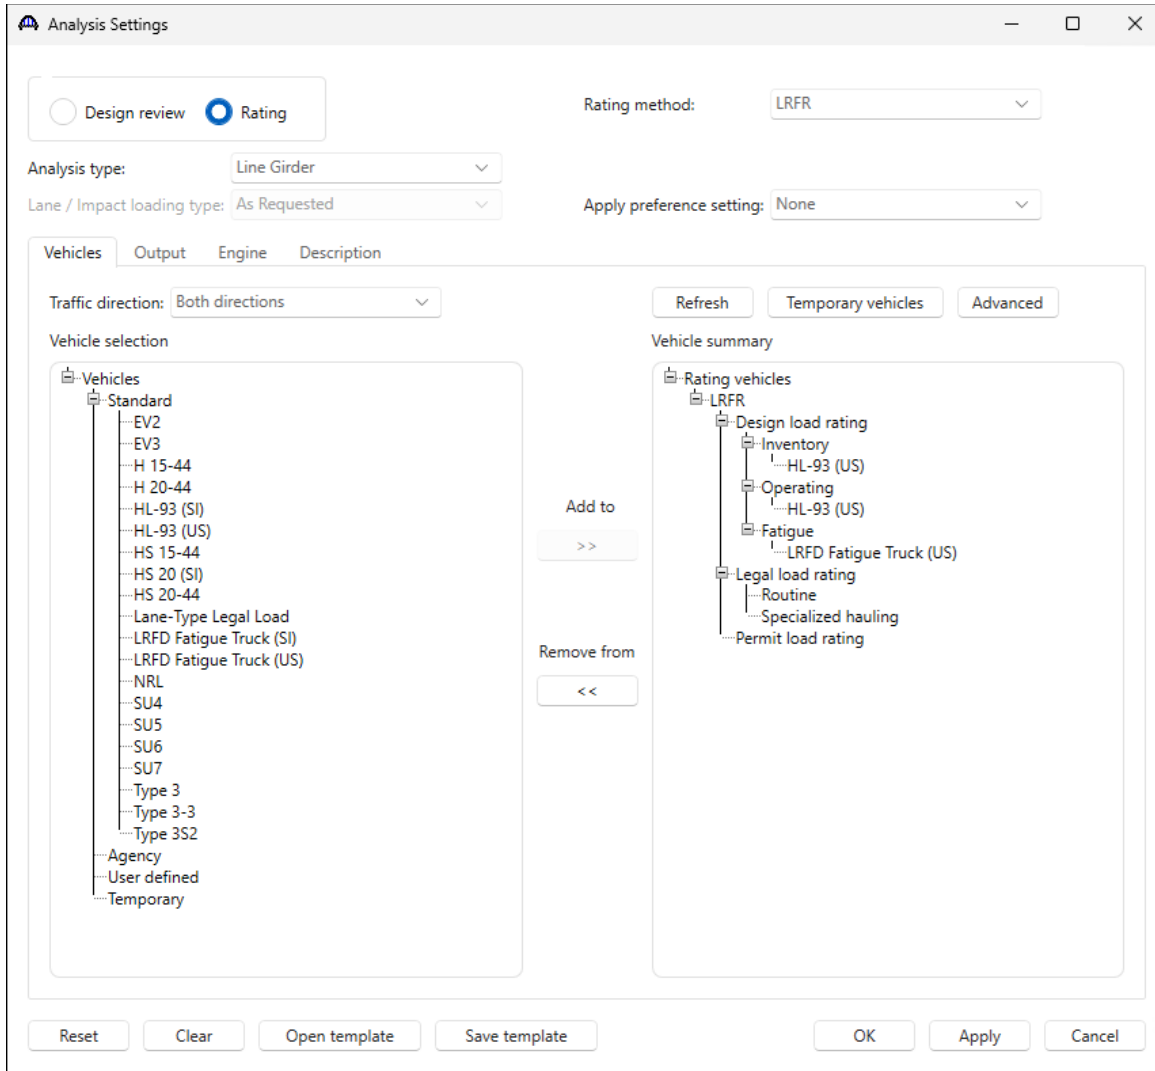 Analysis Settings
Design review
Rating
Rating method:
LRFR
Analysis type:
Line Girder
Lane / Impact loading type:
As Requested
Apply preference setting:
None
Vehicles
Output
Engine
Description
Traffic direction:
Both directions
Refresh
Temporary vehicles
Advanced
Vehicle selection
Vehicles
Standard
EV2
EV3
H 15-44
H 20-44
HL-93 (SI)
HL-93 (US)
HS 15-44
HS 20 (SI)
HS 20-44
Lane-Type Legal Load
LRFD Fatigue Truck (SI)
LRFD Fatigue Truck (US)
NRL
SU4
SU5
SU6
SU7
Type 3
Type 3-3
Type 3S2
Agency
User defined
Temporary
Add to
>>
Remove from
<<
Vehicle summary
Rating vehicles
LRFR
Design load rating
Inventory
HL-93 (US)
Operating
HL-93 (US)
Fatigue
LRFD Fatigue Truck (US)
Legal load rating
Routine
Specialized hauling
Permit load rating
Reset
Clear
Open template
Save template
OK
Apply
Cancel